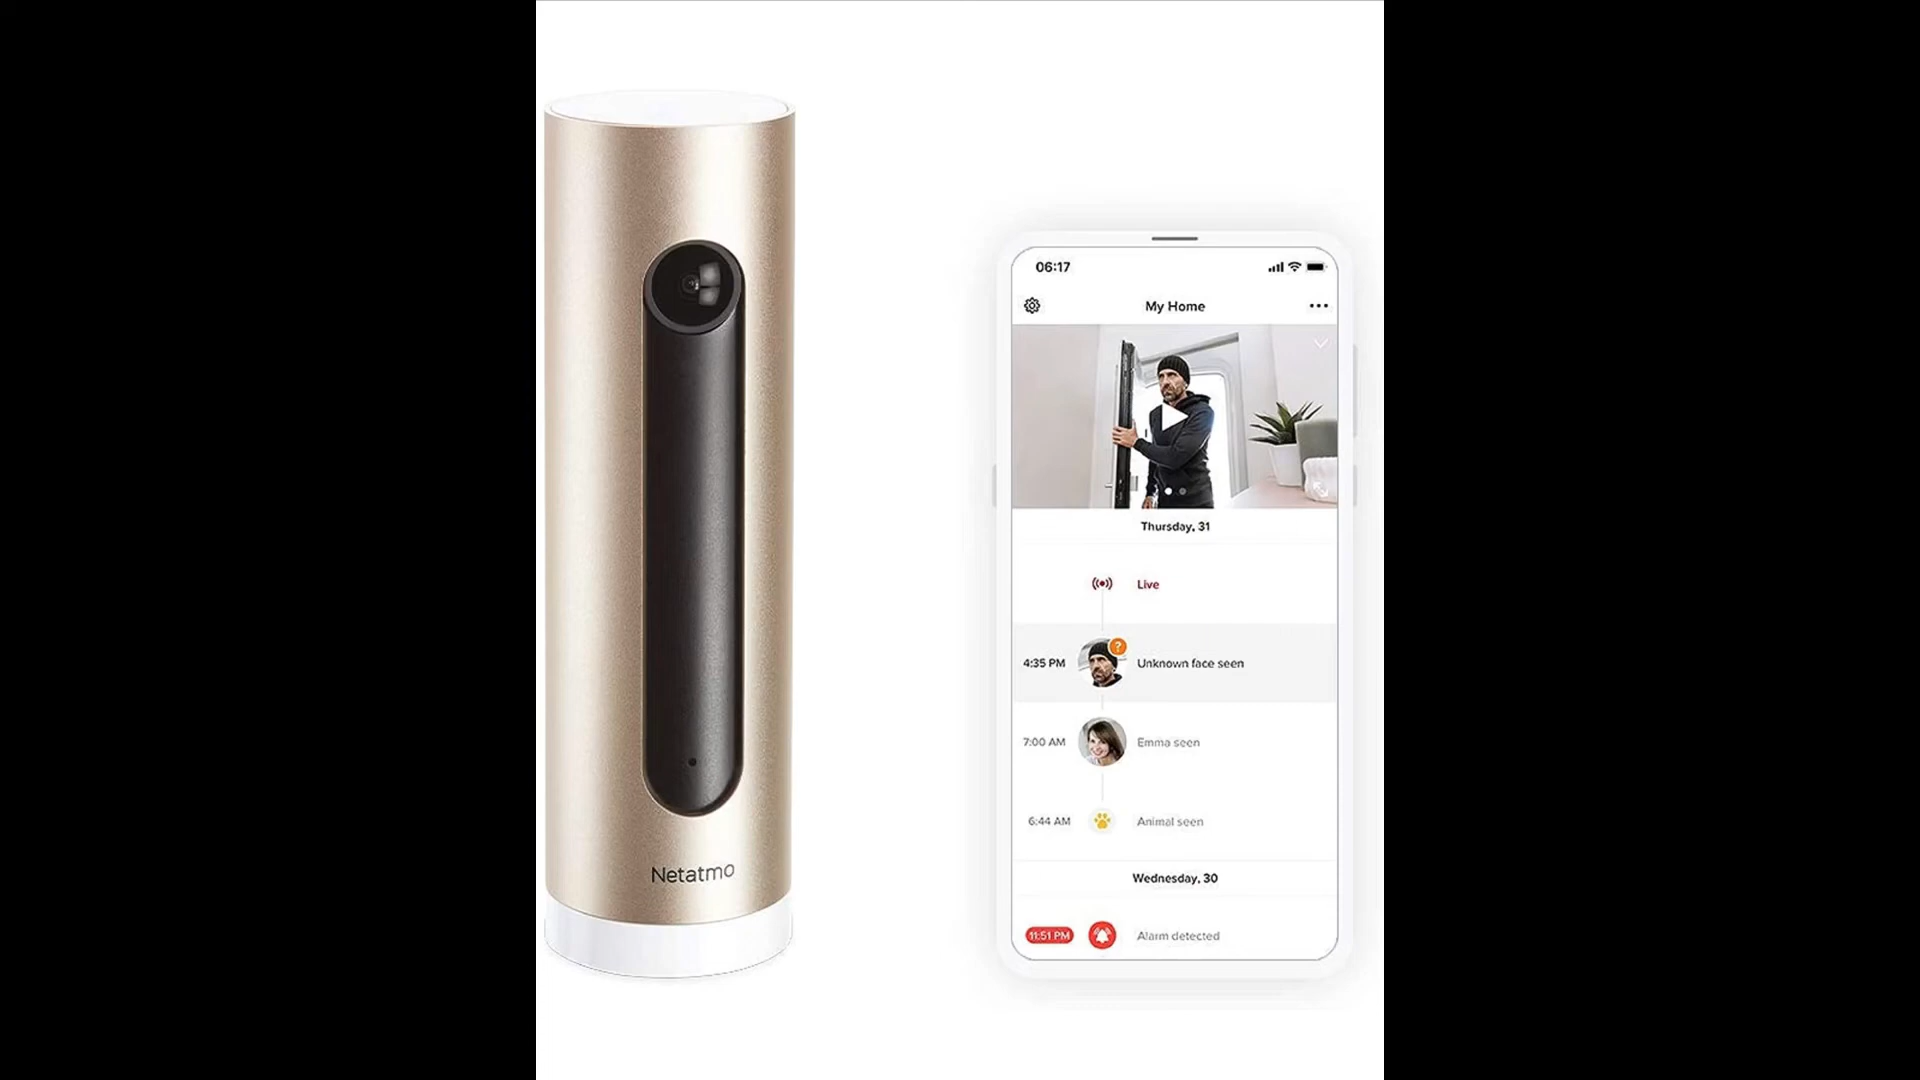 Netatmo
06:17
My Home
Thursday, 31
Live
4:35 PM
?
Unknown face seen
7:00 AM
Emma seen
6:44 AM
Animal seen
Wednesday, 30
11:51 PM
Alarm detected